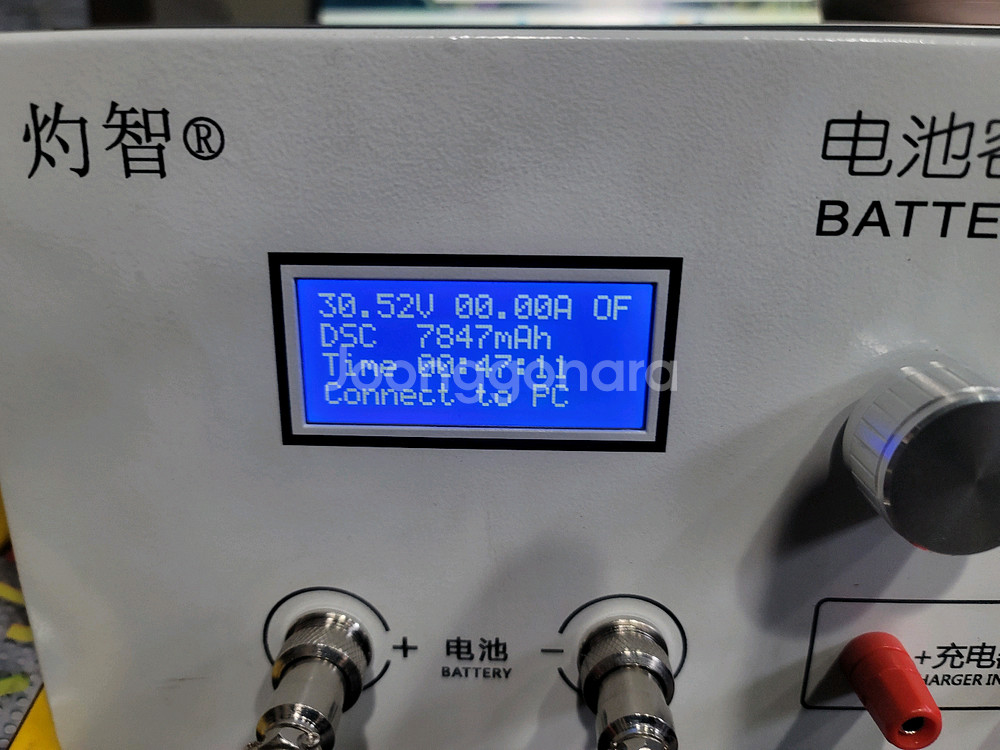 灼智®
电池
BATTE
30.52V 00.00A OF
DSC 7847mAh
Time 00:47:11
Connect to PC
Joonggonara
+ 电池 −
BATTERY
+充电
HARGER IN